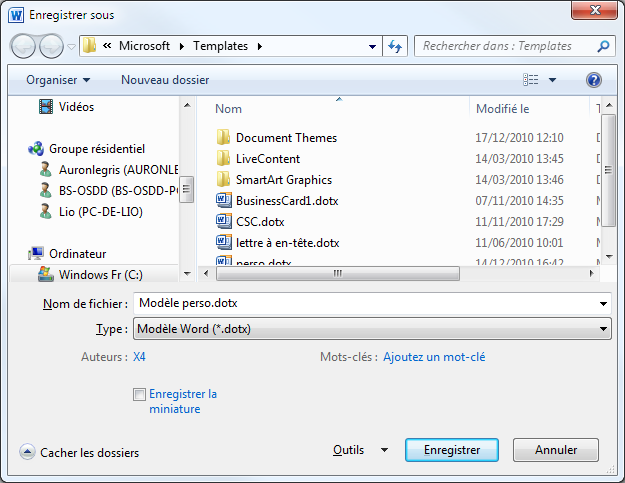 Enregistrer sous
« Microsoft Templates
Rechercher dans : Templates
Organiser Nouveau dossier
Vidéos
Groupe résidentiel
Auronlegris (AURONLE
BS-OSDD (BS-OSDD-P
Lio (PC-DE-LIO)
Ordinateur
Windows Fr (C:)
Nom Modifié le T
Document Themes 17/12/2010 12:10 D
LiveContent 14/03/2010 13:45 D
SmartArt Graphics 14/03/2010 13:46 D
BusinessCard1.dotx 07/11/2010 14:35 M
CSC.dotx 11/11/2010 17:29 M
lettre à en-tête.dotx 11/06/2010 10:01 M
perso.dotx 14/12/2010 16:42
Nom de fichier : Modèle perso.dotx
Type : Modèle Word (*.dotx)
Auteurs : X4 Mots-clés : Ajoutez un mot-clé
Enregistrer la
miniature
Cacher les dossiers Outils Enregistrer Annuler